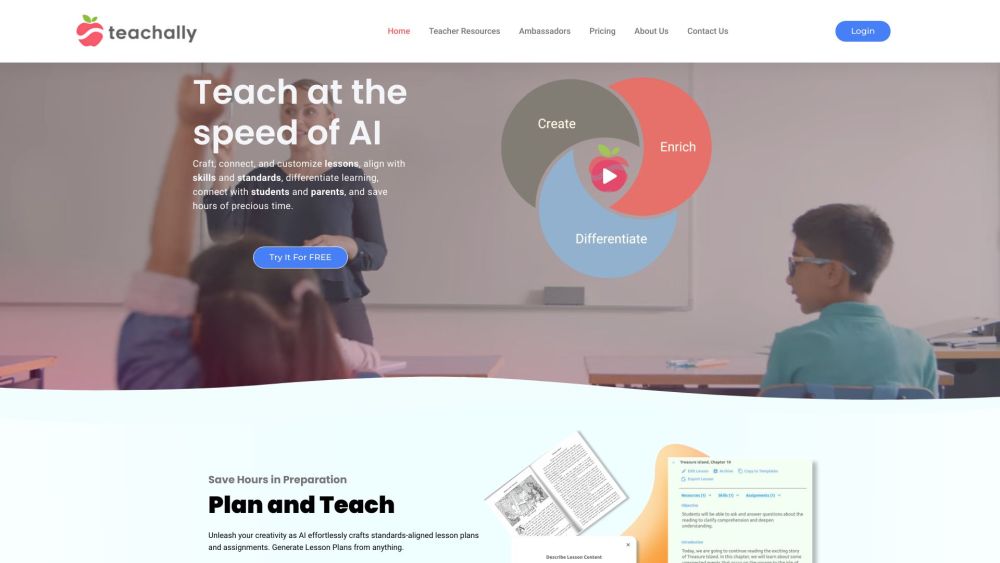 teachally
Home
Teacher Resources
Ambassadors
Pricing
About Us
Contact Us
Login
Teach at the
speed of AI
Craft, connect, and customize lessons, align with
skills and standards, differentiate learning,
connect with students and parents, and save
hours of precious time.
Try It For FREE
Create
Enrich
Differentiate
Save Hours in Preparation
Plan and Teach
Unleash your creativity as AI effortlessly crafts standards-aligned lesson plans
and assignments. Generate Lesson Plans from anything.
Describe Lesson Content
Treasure Island, Chapter 10
Edit Lesson
Archive
Copy to Templates
Export Lesson
Resources (1)
Skills (1)
Assignments (1)
Objective
Students will be able to ask and answer questions about the
reading to clarify comprehension and deepen
understanding.
Introduction
Today, we are going to continue reading the exciting story
of Treasure Island. In this chapter, we will learn about some